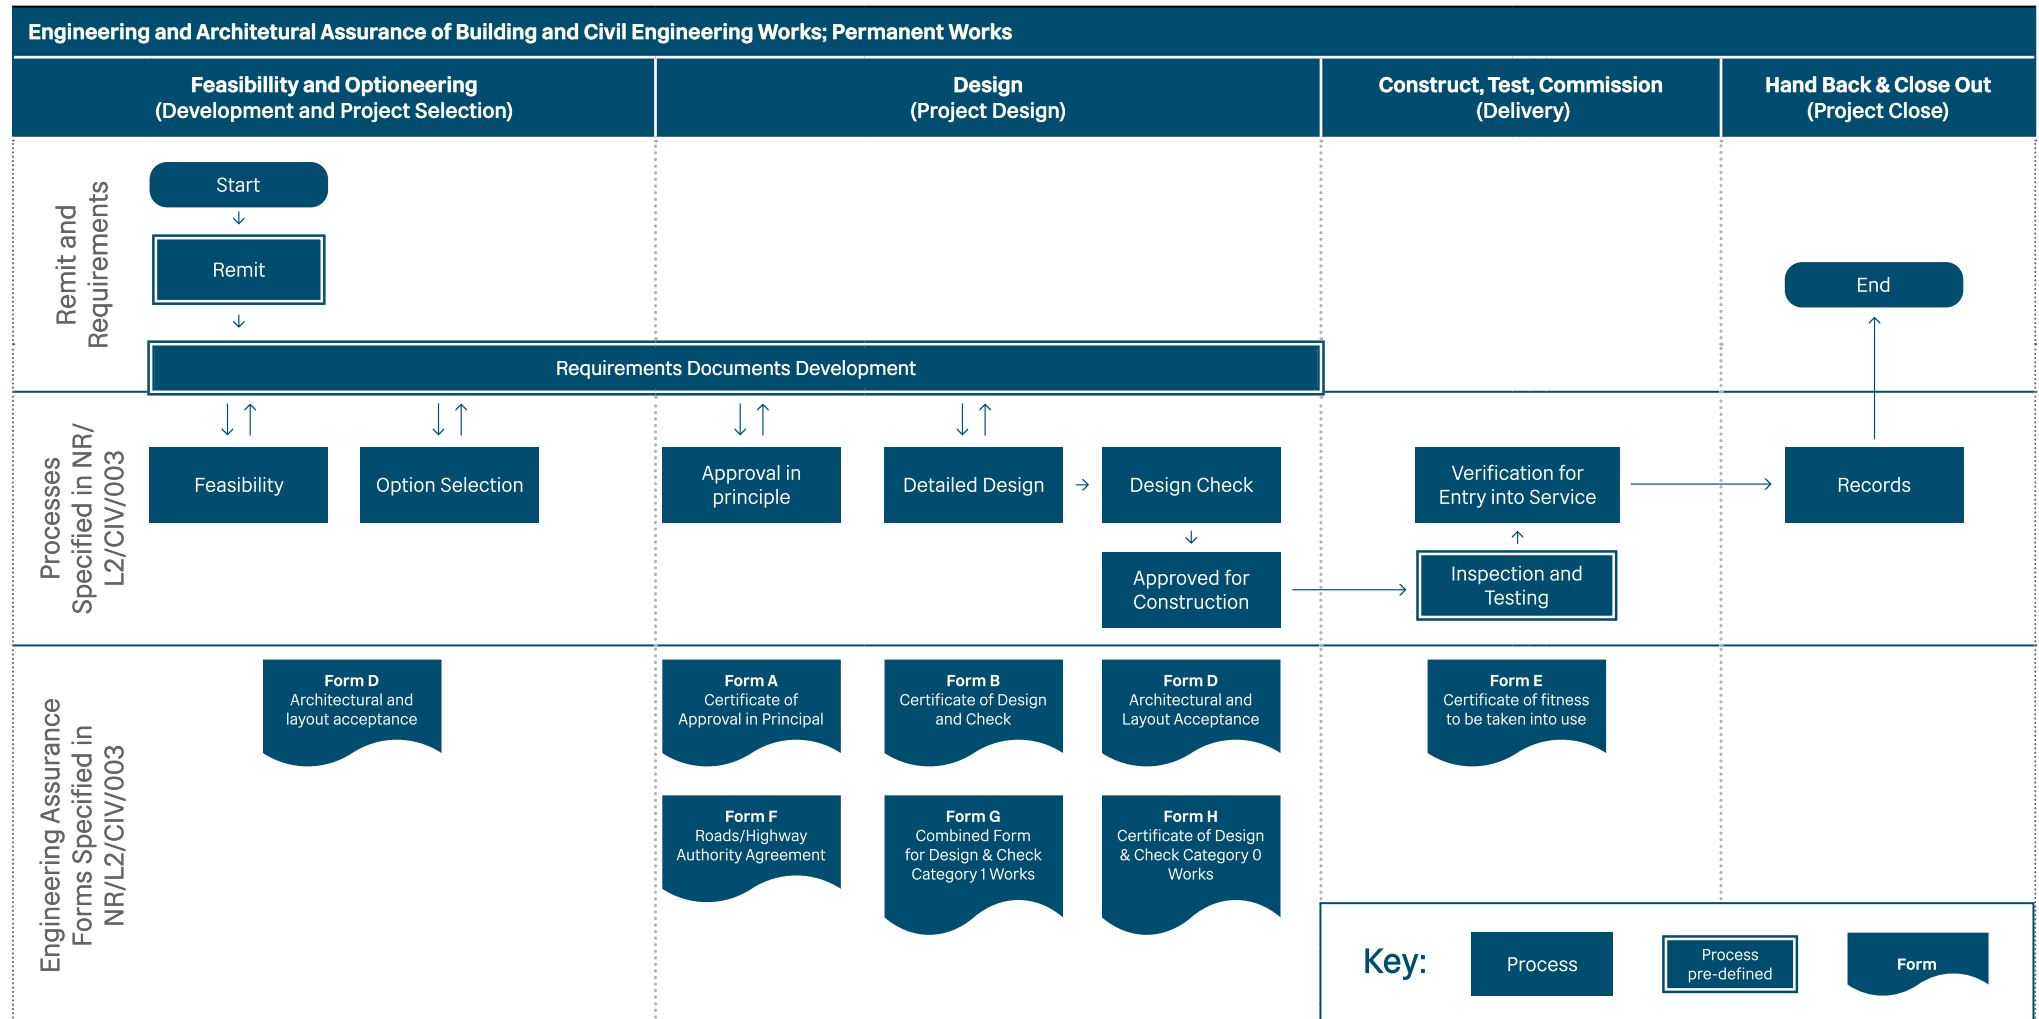 Engineering and Architetural Assurance of Building and Civil Engineering Works; Permanent Works
Feasibillity and Optioneering
(Development and Project Selection)
Design
(Project Design)
Construct, Test, Commission
(Delivery)
Hand Back & Close Out
(Project Close)
Remit and
Requirements
Start
Remit
End
Requirements Documents Development
Processes
Specified in NR/
L2/CIV/003
Feasibility
Option Selection
Approval in
principle
Detailed Design
Design Check
Verification for
Entry into Service
Records
Approved for
Construction
Inspection and
Testing
Engineering Assurance
Forms Specified in
NR/L2/CIV/003
Form D
Architectural and
layout acceptance
Form A
Certificate of
Approval in Principal
Form B
Certificate of Design
and Check
Form D
Architectural and
Layout Acceptance
Form E
Certificate of fitness
to be taken into use
Form F
Roads/Highway
Authority Agreement
Form G
Combined Form
for Design & Check
Category 1 Works
Form H
Certificate of Design
& Check Category 0
Works
Key:
Process
Process
pre-defined
Form